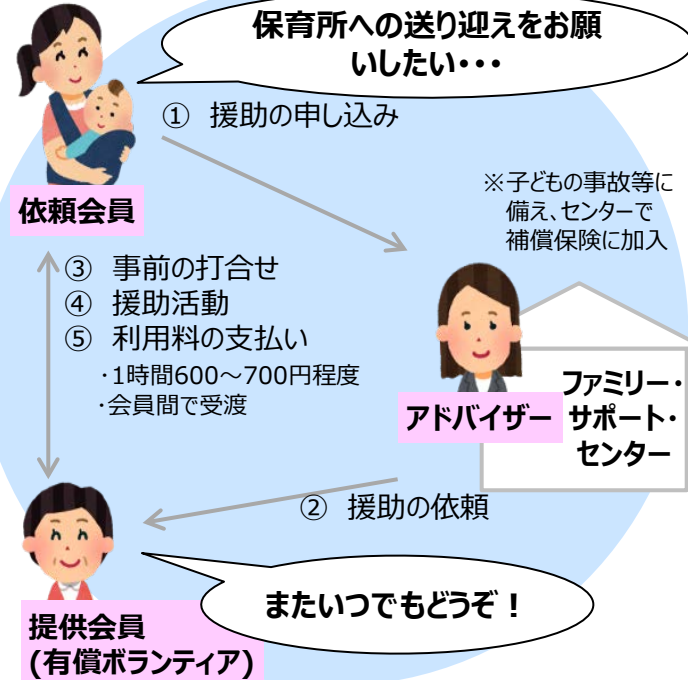 保育所への送り迎えをお願
いしたい・・・
① 援助の申し込み
※子どもの事故等に
備え、センターで
補償保険に加入
依頼会員
③ 事前の打合せ
④ 援助活動
⑤ 利用料の支払い
・1時間600～700円程度
・会員間で受渡
アドバイザー
ファミリー・
サポート・
センター
② 援助の依頼
またいつでもどうぞ！
提供会員
(有償ボランティア)